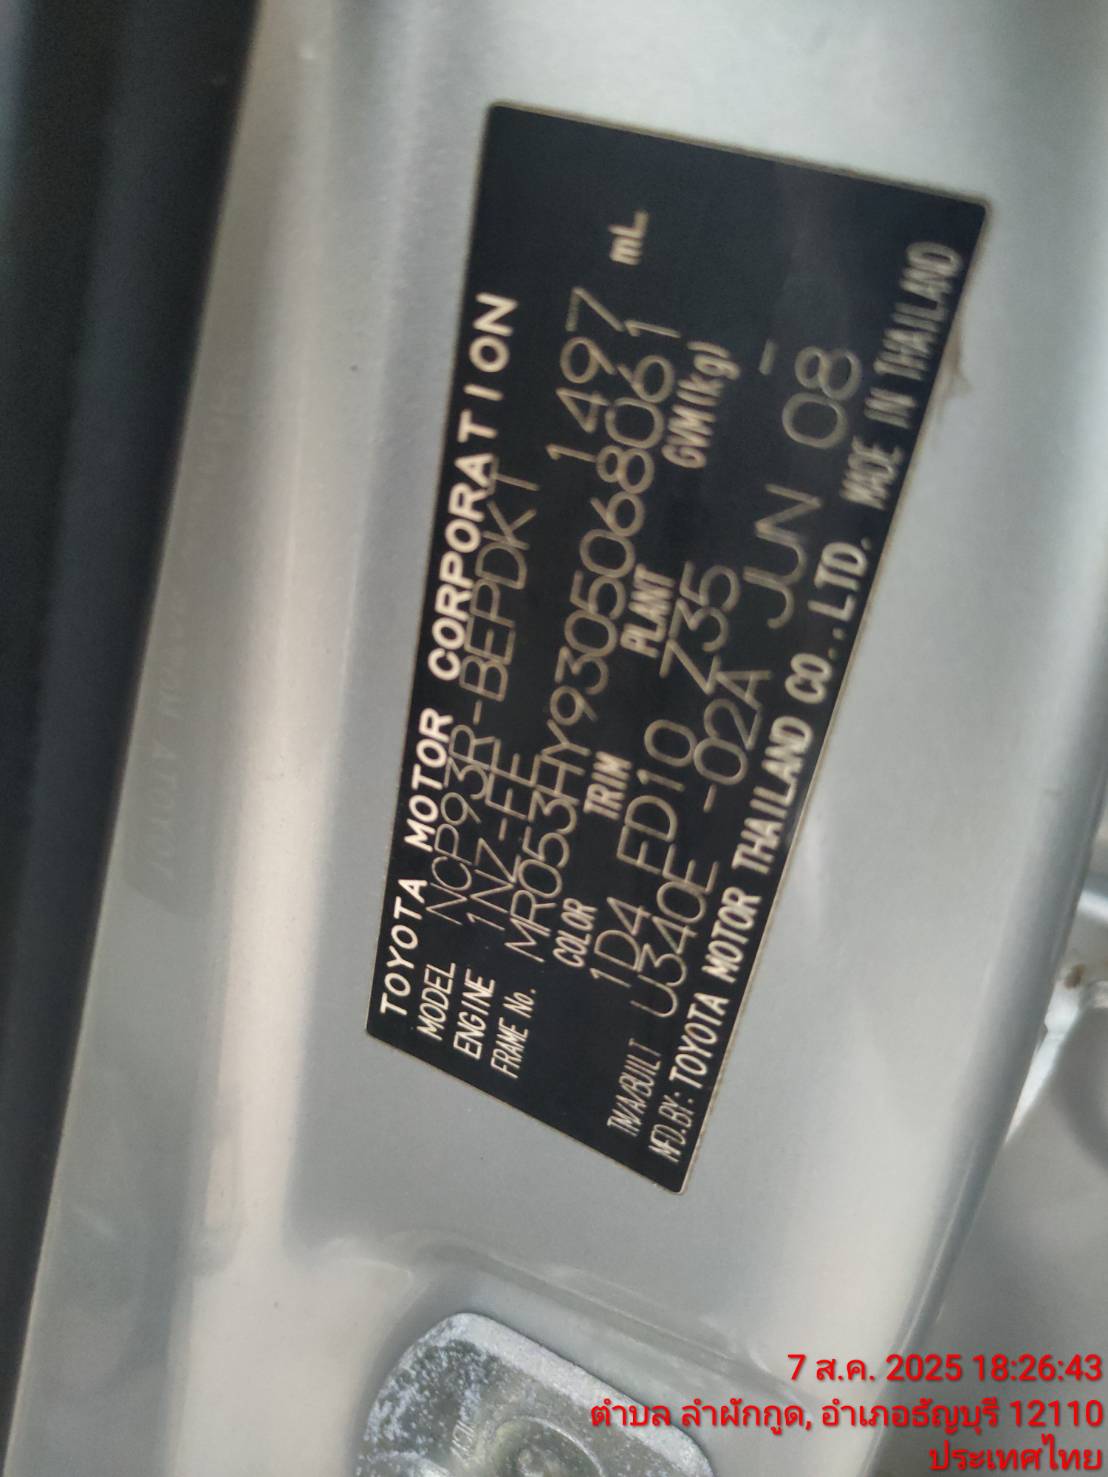 TOYOTA MOTOR CORPORATION
MODEL NCP93R-BEPDKT
ENGINE 1NZ-FE 1497 mL
FRAME No. MR053HY9305068061
COLOR TRIM PLANT GVM(kg)
1D4 FD10 Z35 -
TM/A/BUILT U340E -02A JUN 08
MFD.BY: TOYOTA MOTOR THAILAND CO.,LTD. MADE IN THAILAND
7 ส.ค. 2025 18:26:43
ตำบล ลำผักกูด, อำเภอธัญบุรี 12110
ประเทศไทย